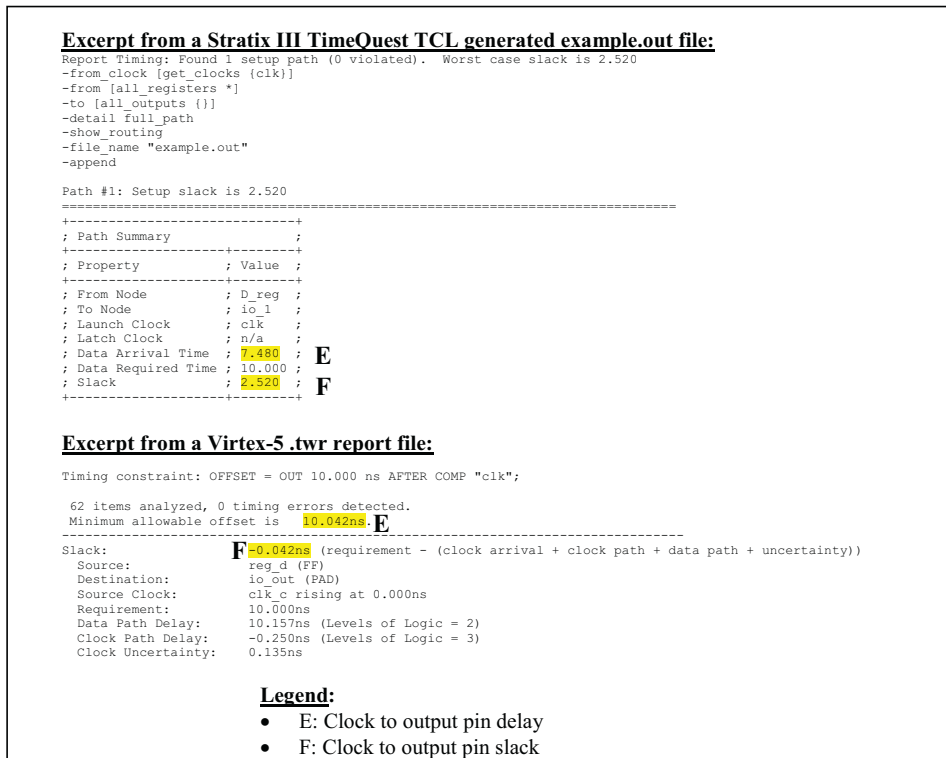 Excerpt from a Stratix III TimeQuest TCL generated example.out file:
Report Timing: Found 1 setup path (0 violated).  Worst case slack is 2.520
-from_clock [get_clocks {clk}]
-from [all_registers *]
-to [all_outputs {}]
-detail full_path
-show_routing
-file_name "example.out"
-append
Path #1: Setup slack is 2.520
===============================================================================
+-----------------------------+
; Path Summary                ;
+--------------------+--------+
; Property           ; Value  ;
+--------------------+--------+
; From Node          ; D_reg  ;
; To Node            ; io_1   ;
; Launch Clock       ; clk    ;
; Latch Clock        ; n/a    ;
; Data Arrival Time  ; 7.480  ; E
; Data Required Time ; 10.000 ;
; Slack              ; 2.520  ; F
+--------------------+--------+
Excerpt from a Virtex-5 .twr report file:
Timing constraint: OFFSET = OUT 10.000 ns AFTER COMP "clk";
62 items analyzed, 0 timing errors detected.
Minimum allowable offset is   10.042ns. E
--------------------------------------------------------------------------------
Slack: F -0.042ns (requirement - (clock arrival + clock path + data path + uncertainty))
Source: reg_d (FF)
Destination: io_out (PAD)
Source Clock: clk_c rising at 0.000ns
Requirement: 10.000ns
Data Path Delay: 10.157ns (Levels of Logic = 2)
Clock Path Delay: -0.250ns (Levels of Logic = 3)
Clock Uncertainty: 0.135ns
Legend:
• E: Clock to output pin delay
• F: Clock to output pin slack